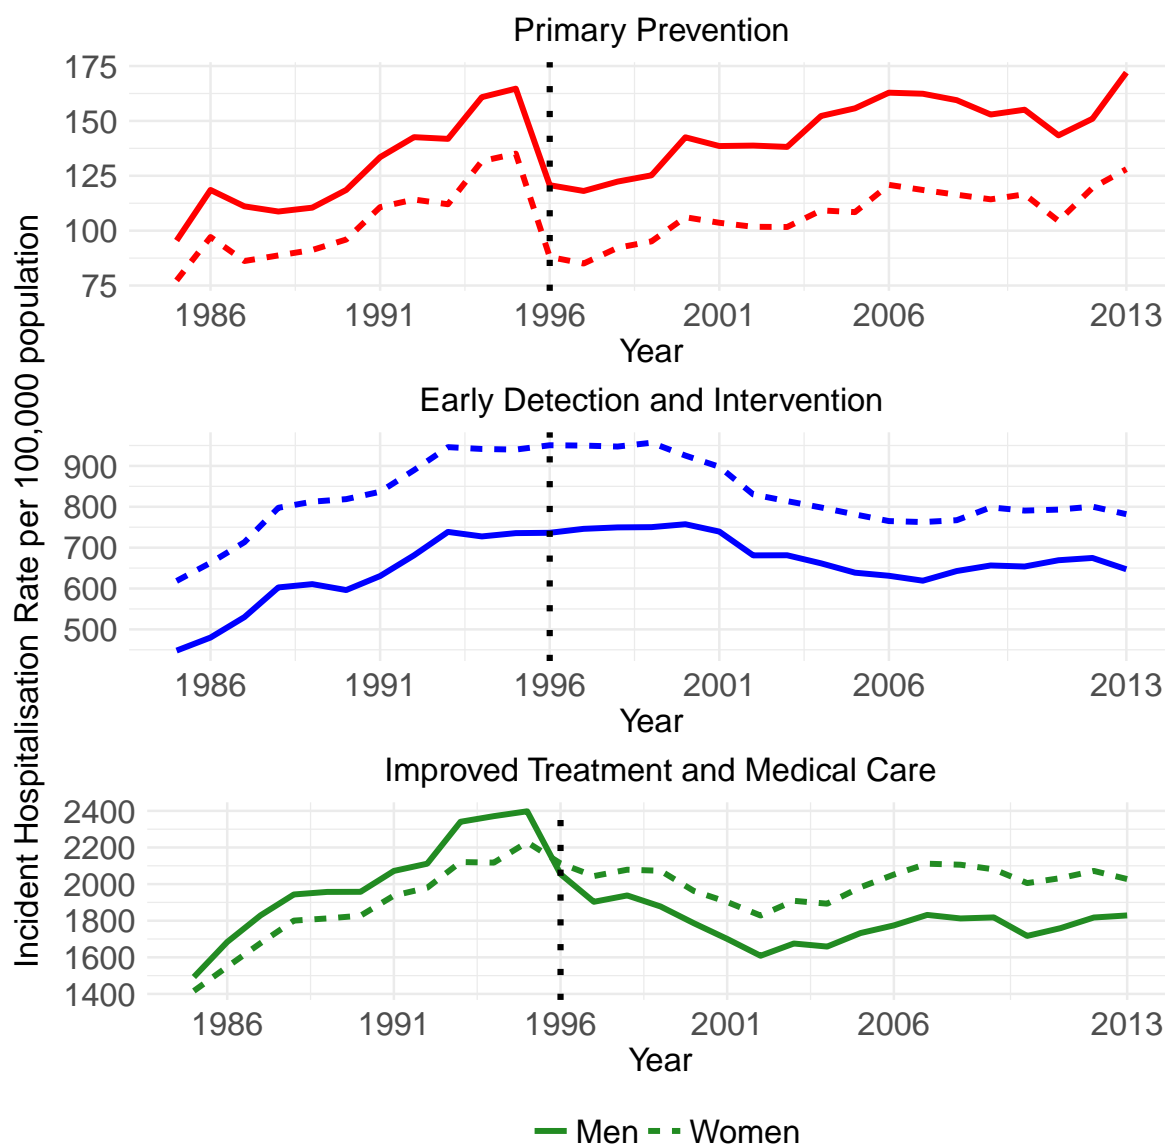 Primary Prevention
175
150
125
100
75
1986 1991 1996 2001 2006 2013
Year
Early Detection and Intervention
900
800
700
600
500
1986 1991 1996 2001 2006 2013
Year
Improved Treatment and Medical Care
2400
2200
2000
1800
1600
1400
1986 1991 1996 2001 2006 2013
Year
Incident Hospitalisation Rate per 100,000 population
Men Women